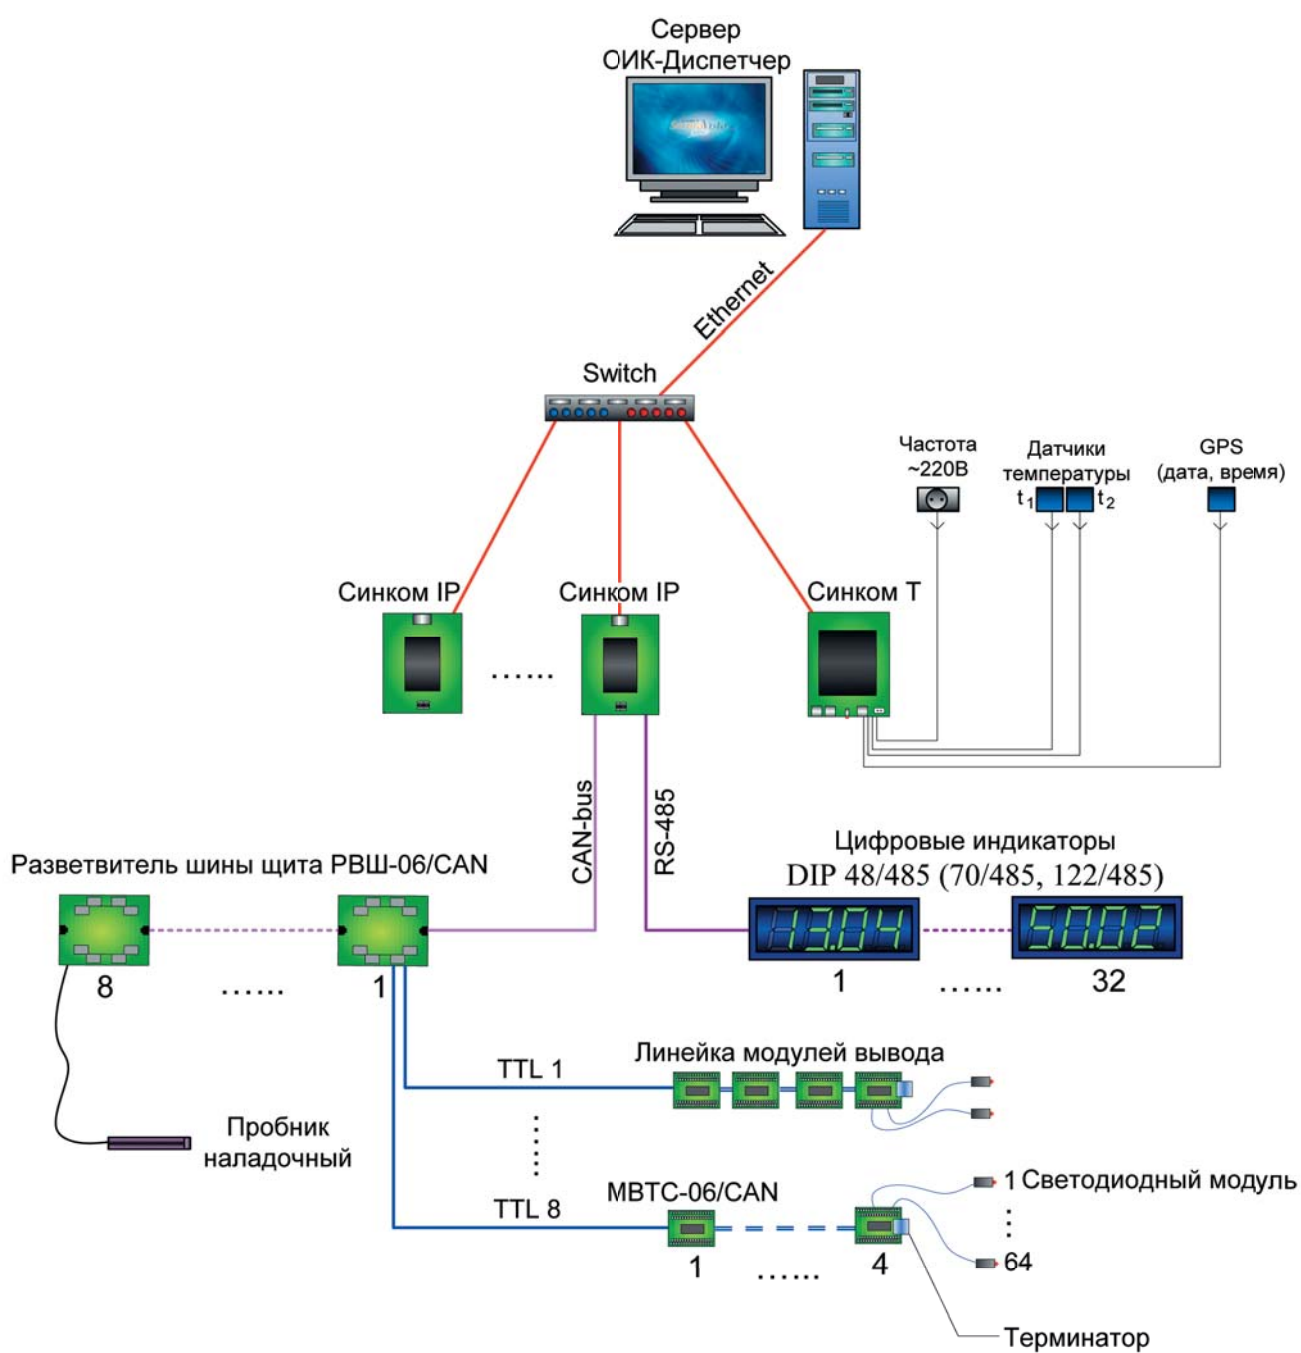 Сервер
ОИК-Диспетчер
Ethernet
Switch
Частота
~220В
Датчики
температуры
t1 t2
GPS
(дата, время)
Синком IP
Синком IP
Синком Т
......
CAN-bus
RS-485
Разветвитель шины щита РВШ-06/CAN
Цифровые индикаторы
DIP 48/485 (70/485, 122/485)
13.04
50.02
8 ...... 1
1 ...... 32
TTL 1
Линейка модулей вывода
Пробник
наладочный
TTL 8
МВТС-06/CAN
1 Светодиодный модуль
64
1 ...... 4
Терминатор